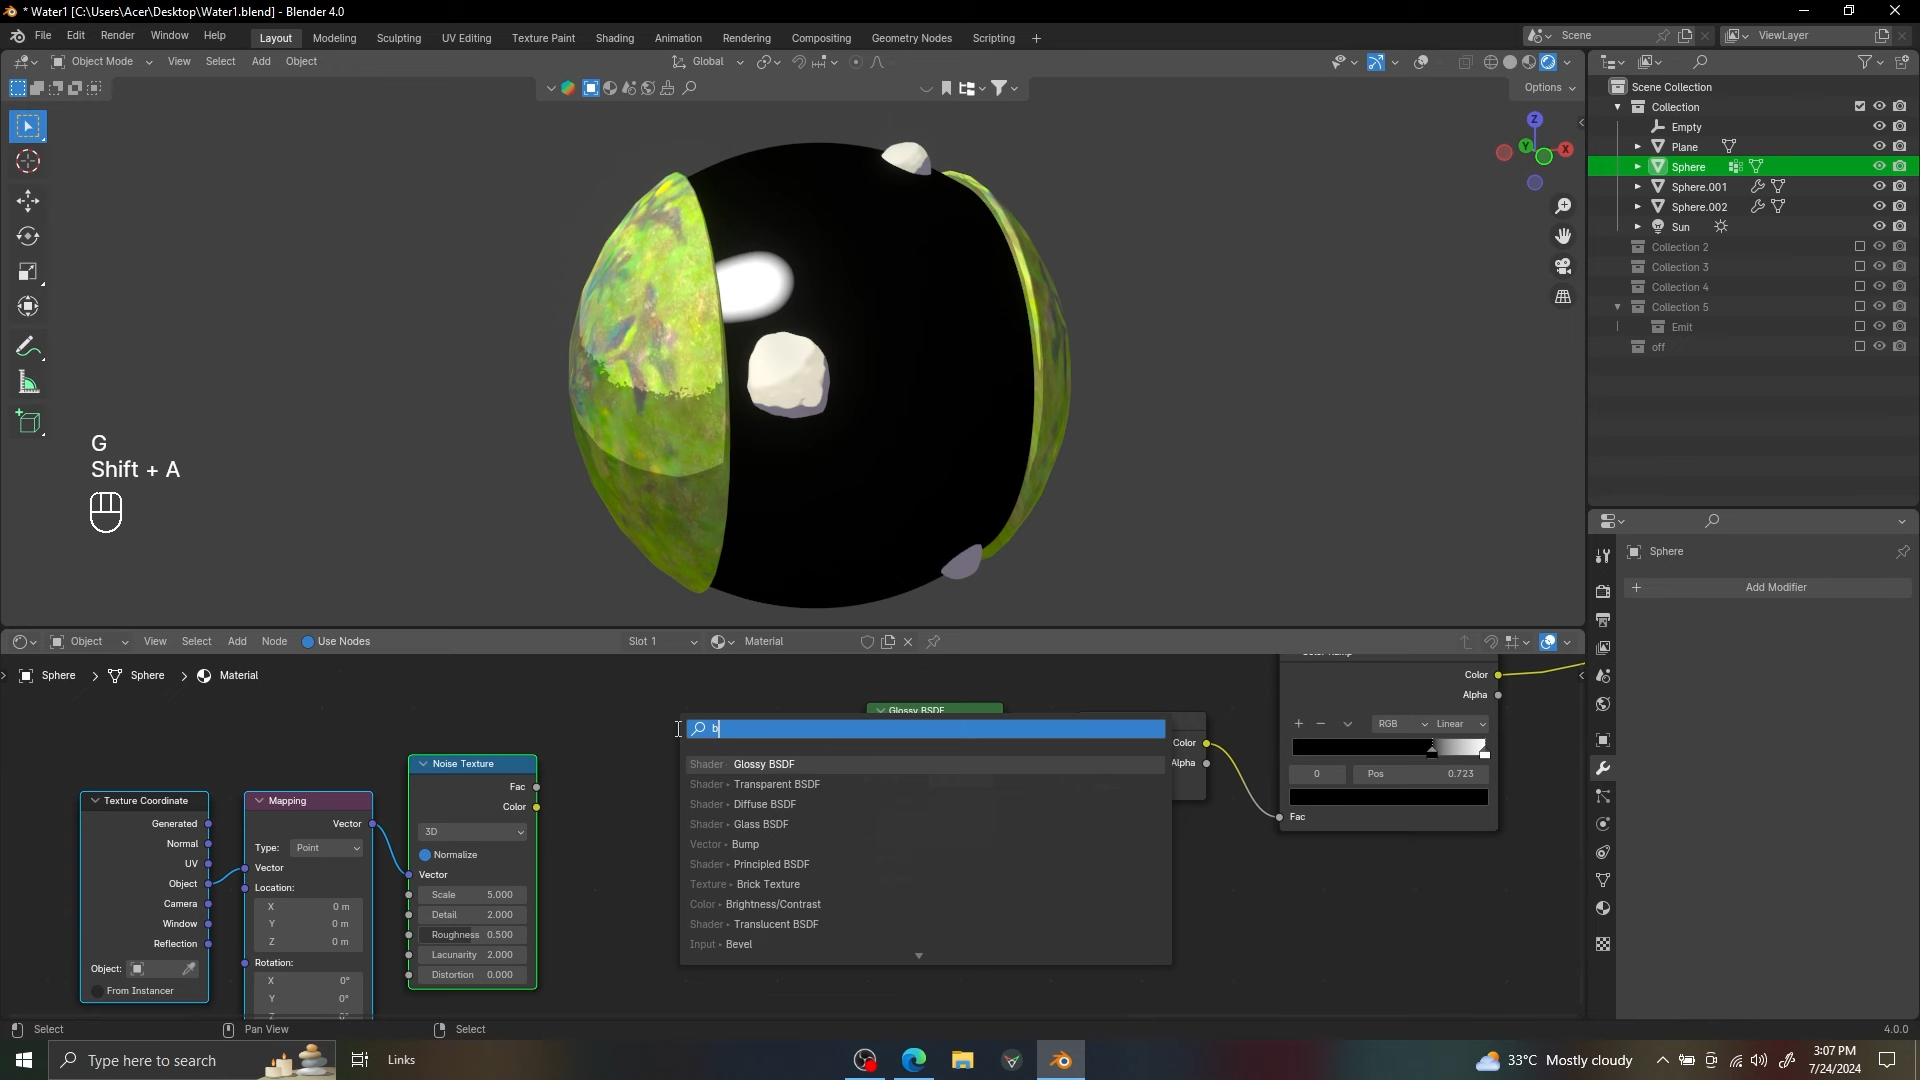 * Water1 [C:\Users\Acer\Desktop\Water1.blend] - Blender 4.0
File Edit Render Window Help Layout Modeling Sculpting UV Editing Texture Paint Shading Animation Rendering Compositing Geometry Nodes Scripting + Scene ViewLayer
Object Mode View Select Add Object Global
Options
Scene Collection
Collection
Empty
Plane
Sphere
Sphere.001
Sphere.002
Sun
Collection 2
Collection 3
Collection 4
Collection 5
Emit
off
Z
Y
X
G
Shift + A
Sphere
+ Add Modifier
Object View Select Add Node Use Nodes Slot 1 Material
Sphere > Sphere > Material
Glossy BSDF
b
Shader Glossy BSDF
Shader Transparent BSDF
Shader Diffuse BSDF
Shader Glass BSDF
Vector Bump
Shader Principled BSDF
Texture Brick Texture
Color Brightness/Contrast
Shader Translucent BSDF
Input Bevel
Texture Coordinate
Generated
Normal
UV
Object
Camera
Window
Reflection
Object:
From Instancer
Mapping
Vector
Type: Point
Vector
Location:
X 0 m
Y 0 m
Z 0 m
Rotation:
X 0°
Y 0°
Z 0°
Noise Texture
Fac
Color
3D
Normalize
Vector
Scale 5.000
Detail 2.000
Roughness 0.500
Lacunarity 2.000
Distortion 0.000
Color
Alpha
Color
Alpha
RGB Linear
0 Pos 0.723
Fac
Select Pan View Select 4.0.0
Type here to search Links 33°C Mostly cloudy 3:07 PM
7/24/2024